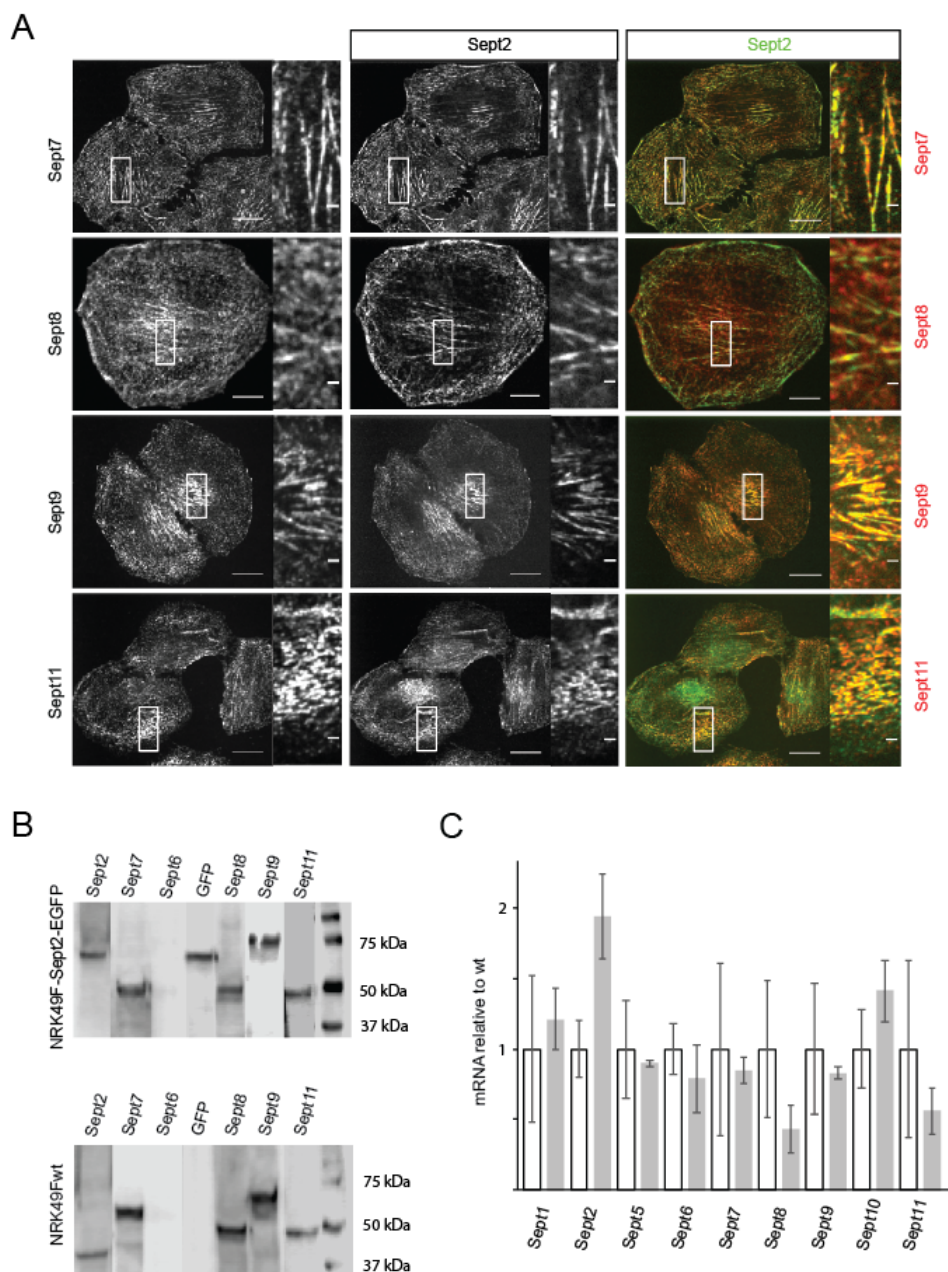 A
Sept2
Sept2
Sept7
Sept7
Sept8
Sept8
Sept9
Sept9
Sept11
Sept11
B
Sept2
Sept7
Sept6
GFP
Sept8
Sept9
Sept11
NRK49F-Sept2-EGFP
75 kDa
50 kDa
37 kDa
Sept2
Sept7
Sept6
GFP
Sept8
Sept9
Sept11
NRK49Fwt
75 kDa
50 kDa
37 kDa
C
mRNA relative to wt
2
1
Sept1
Sept2
Sept5
Sept6
Sept7
Sept8
Sept9
Sept10
Sept11